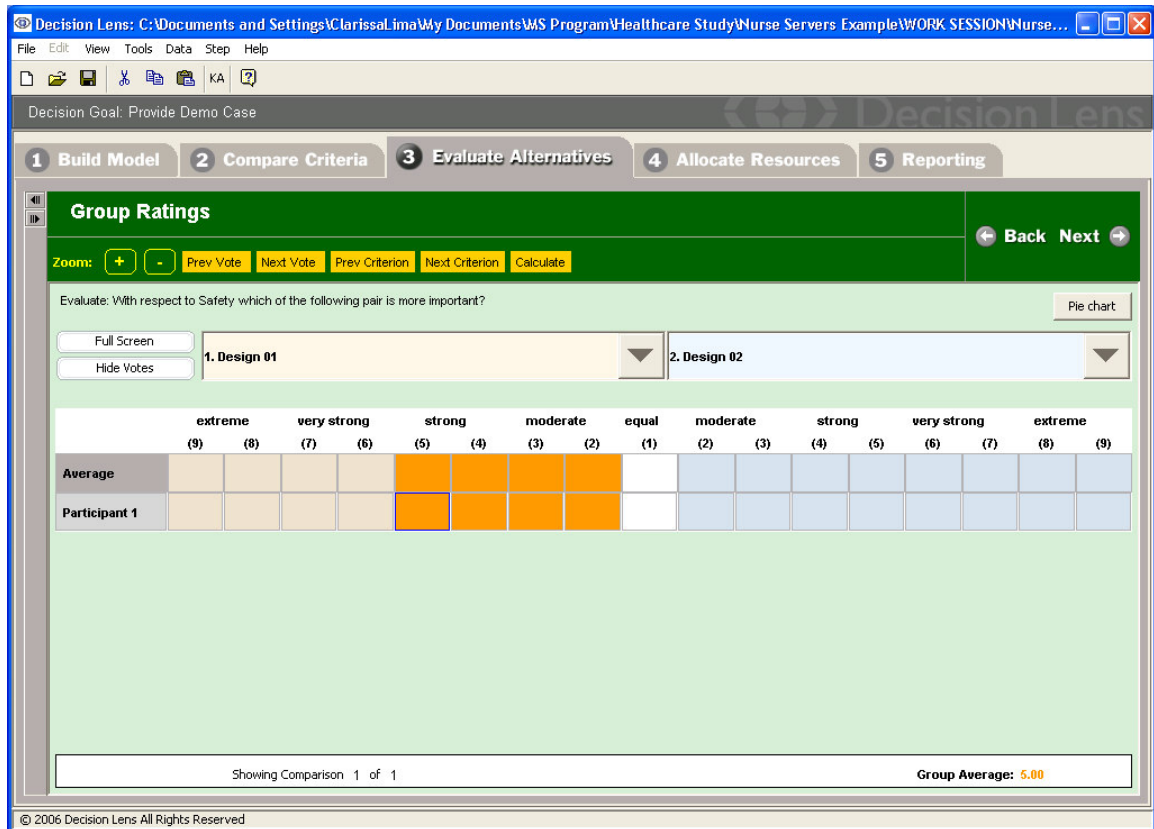 Decision Lens: C:\Documents and Settings\ClarissaLima\My Documents\MS Program\Healthcare Study\Nurse Servers Example\WORK SESSION\Nurse...
File Edit View Tools Data Step Help
KA
Decision Goal: Provide Demo Case
Decision Lens
1 Build Model 2 Compare Criteria 3 Evaluate Alternatives 4 Allocate Resources 5 Reporting
Group Ratings
Back Next
Zoom: + - Prev Vote Next Vote Prev Criterion Next Criterion Calculate
Evaluate: With respect to Safety which of the following pair is more important?
Pie chart
Full Screen
Hide Votes
1. Design 01 2. Design 02
extreme very strong strong moderate equal moderate strong very strong extreme
(9) (8) (7) (6) (5) (4) (3) (2) (1) (2) (3) (4) (5) (6) (7) (8) (9)
Average
Participant 1
Showing Comparison 1 of 1 Group Average: 5.00
© 2006 Decision Lens All Rights Reserved